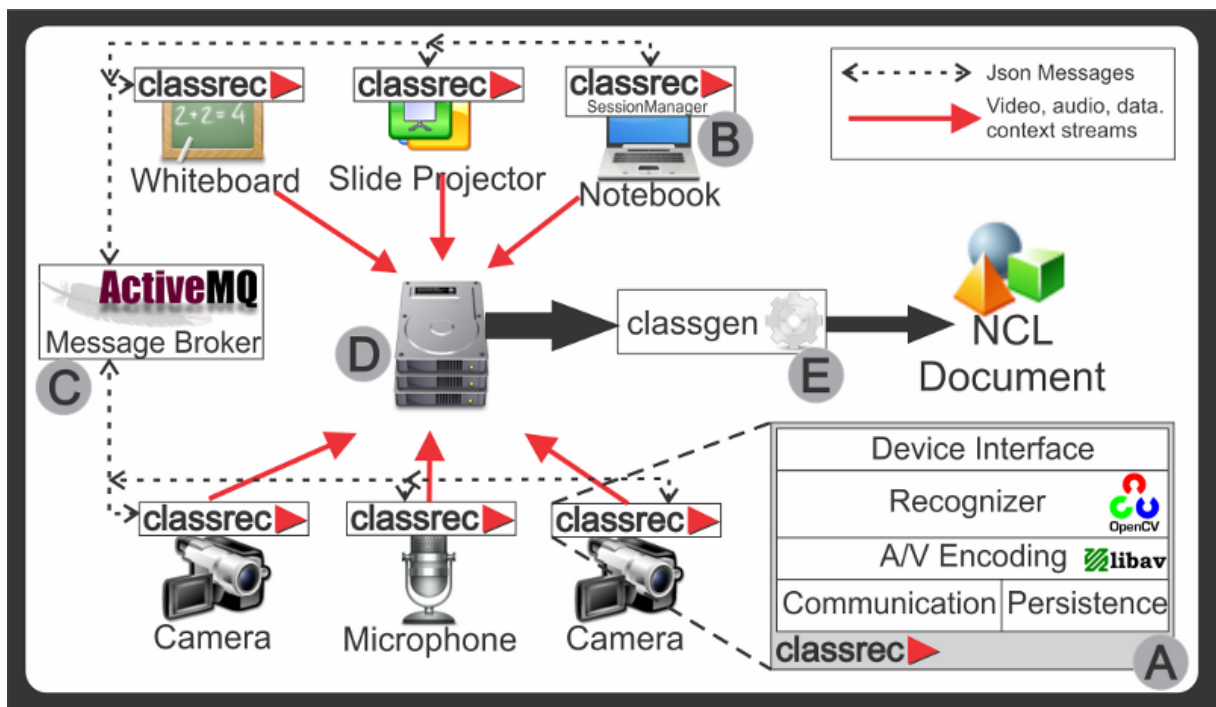 classrec
classrec
classrec
SessionManager
B
2+2=4
Whiteboard
Slide Projector
Notebook
Json Messages
Video, audio, data.
context streams
ActiveMQ
Message Broker
C
D
classgen
E
NCL
Document
classrec
classrec
classrec
Camera
Microphone
Camera
Device Interface
Recognizer
OpenCV
A/V Encoding
libav
Communication
Persistence
classrec
A